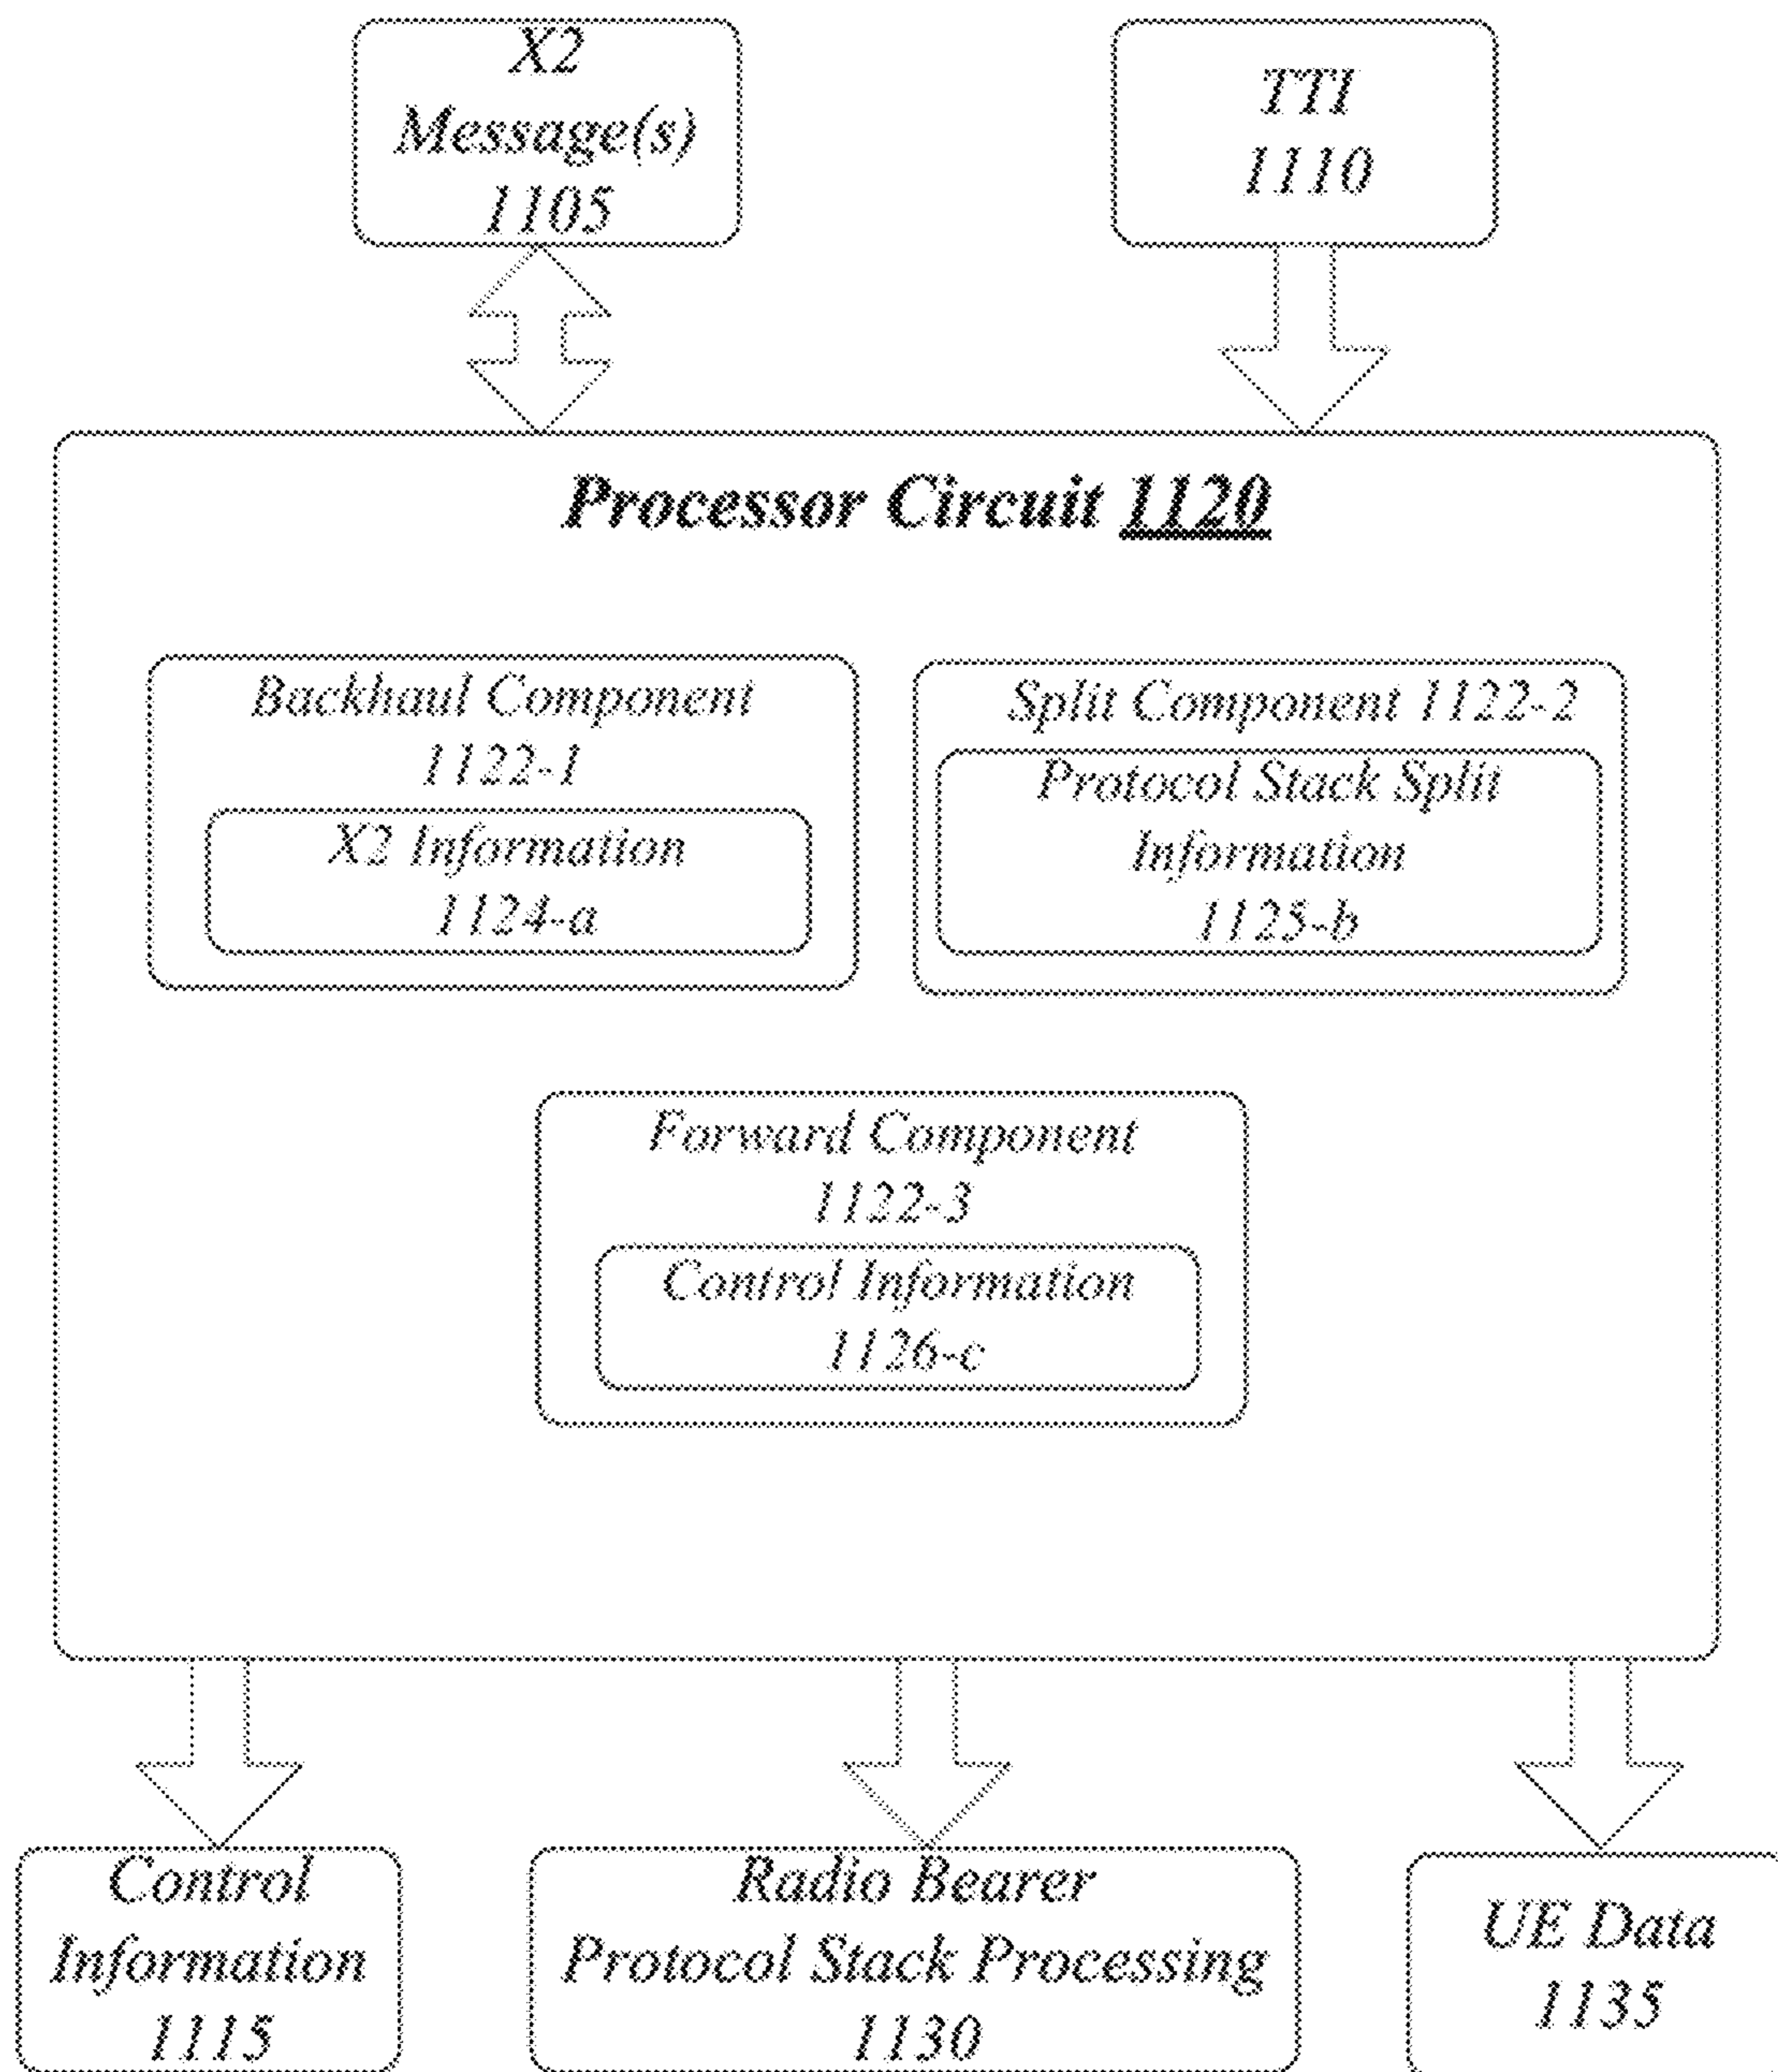 X2
Message(s)
1105
TTI
1110
Processor Circuit 1120
Backhaul Component
1122-1
X2 Information
1124-a
Split Component 1122-2
Protocol Stack Split
Information
1125-b
Forward Component
1122-3
Control Information
1126-c
Control
Information
1115
Radio Bearer
Protocol Stack Processing
1130
UE Data
1135